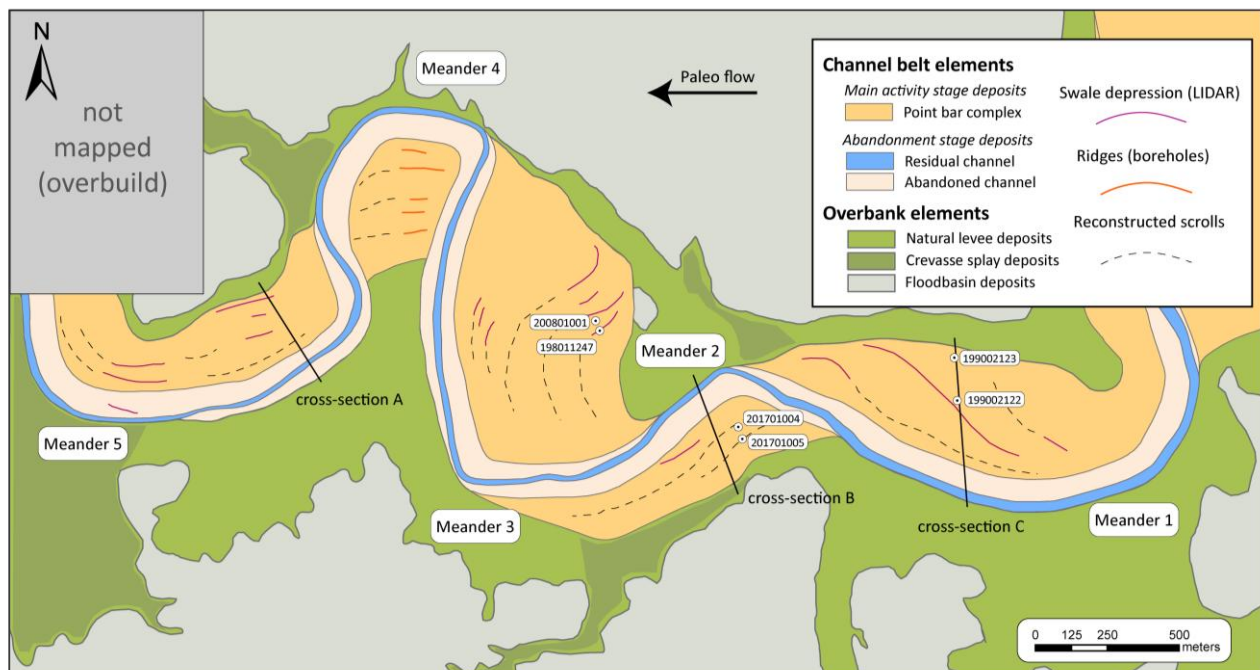 N
not
mapped
(overbuild)
Meander 4
Paleo flow
Channel belt elements
Main activity stage deposits
Point bar complex
Abandonment stage deposits
Residual channel
Abandoned channel
Overbank elements
Natural levee deposits
Crevasse splay deposits
Floodbasin deposits
Swale depression (LIDAR)
Ridges (boreholes)
Reconstructed scrolls
200801001
198011247
Meander 2
199002123
199002122
cross-section A
201701004
201701005
Meander 5
cross-section B
Meander 3
cross-section C
Meander 1
0 125 250 500
meters